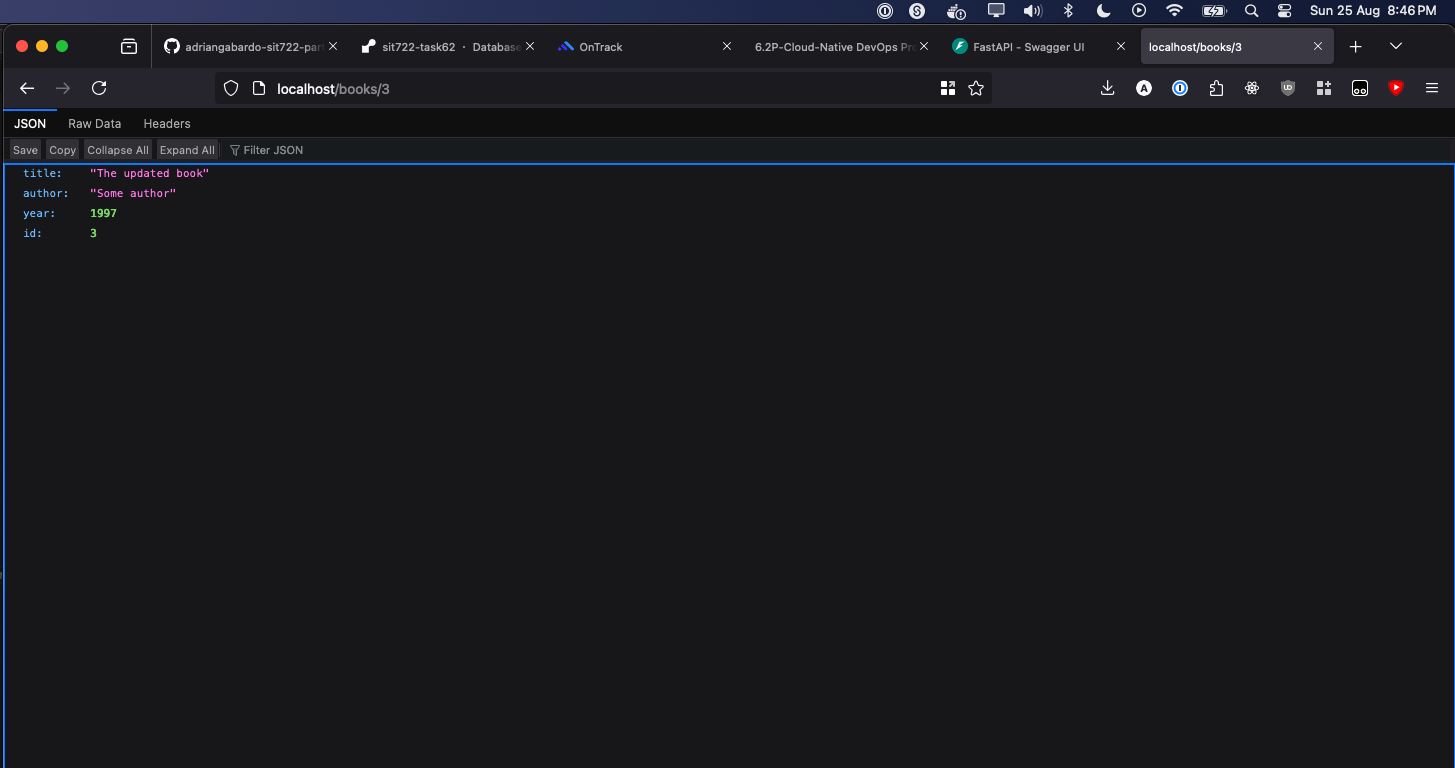 Sun 25 Aug 8:46 PM
adriangabardo-sit722-par
sit722-task62 · Database
OnTrack
6.2P-Cloud-Native DevOps Pr
FastAPI - Swagger UI
localhost/books/3
localhost/books/3
JSON Raw Data Headers
Save Copy Collapse All Expand All Filter JSON
title: "The updated book"
author: "Some author"
year: 1997
id: 3